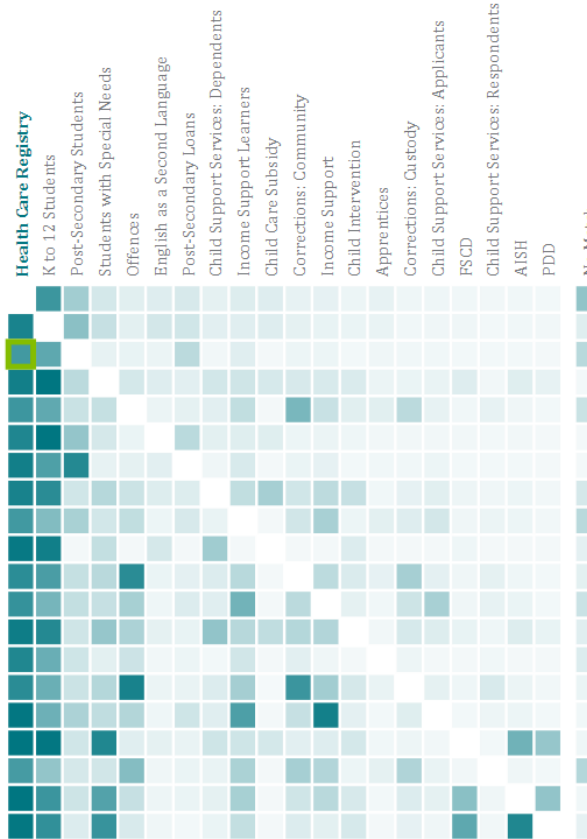 Health Care Registry
K to 12 Students
Post-Secondary Students
Students with Special Needs
Offences
English as a Second Language
Post-Secondary Loans
Child Support Services: Dependents
Income Support Learners
Child Care Subsidy
Corrections: Community
Income Support
Child Intervention
Apprentices
Corrections: Custody
Child Support Services: Applicants
FSCD
Child Support Services: Respondents
AISH
PDD